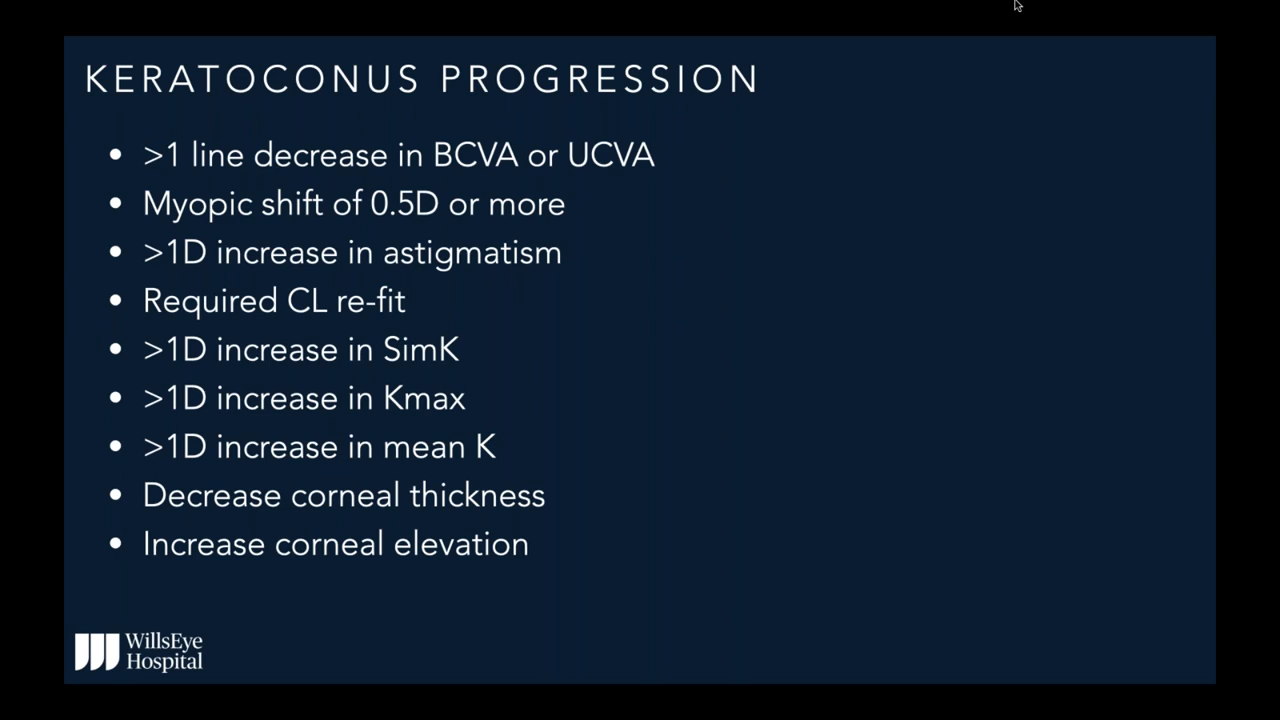 KERATOCONUS PROGRESSION
• >1 line decrease in BCVA or UCVA
• Myopic shift of 0.5D or more
• >1D increase in astigmatism
• Required CL re-fit
• >1D increase in SimK
• >1D increase in Kmax
• >1D increase in mean K
• Decrease corneal thickness
• Increase corneal elevation
WillsEye
Hospital